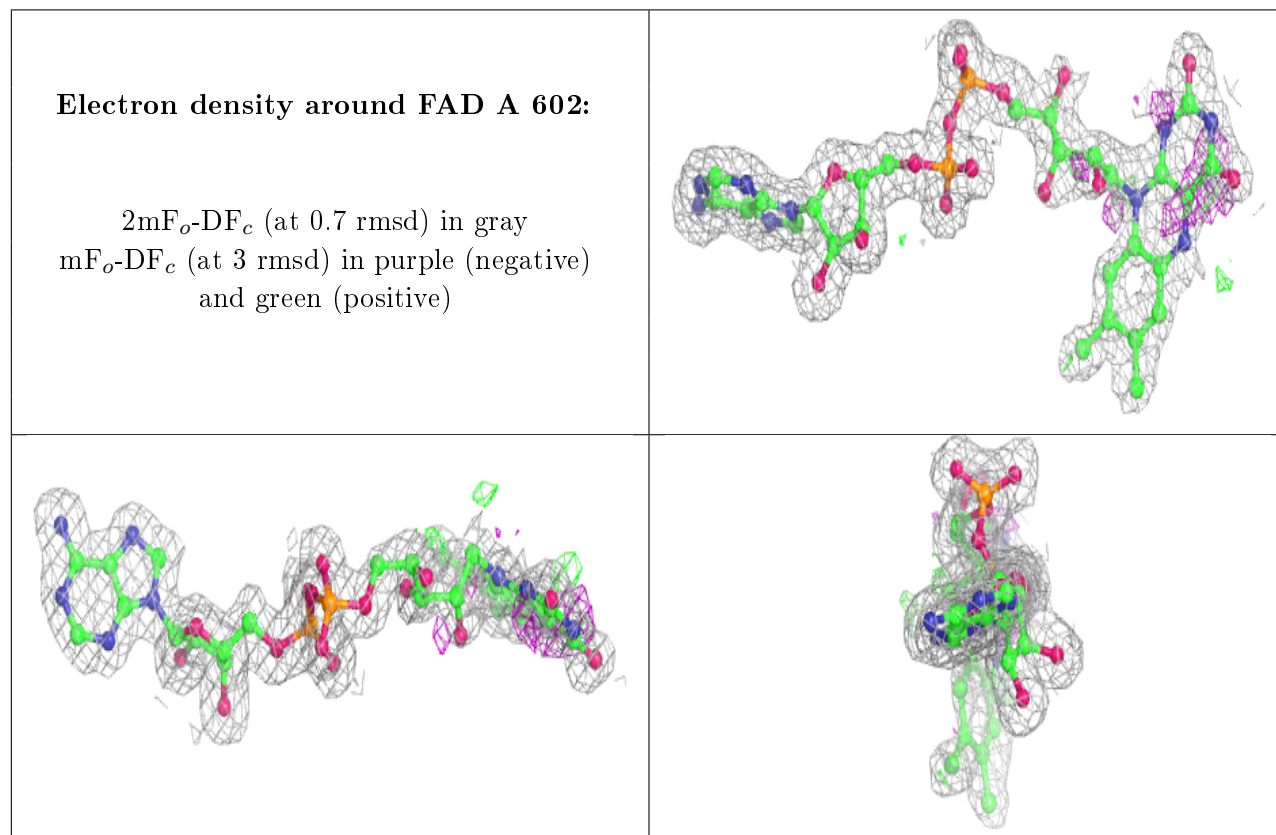 Electron density around FAD A 602:
2mFₒ-DF𝒸 (at 0.7 rmsd) in gray
mFₒ-DF𝒸 (at 3 rmsd) in purple (negative)
and green (positive)